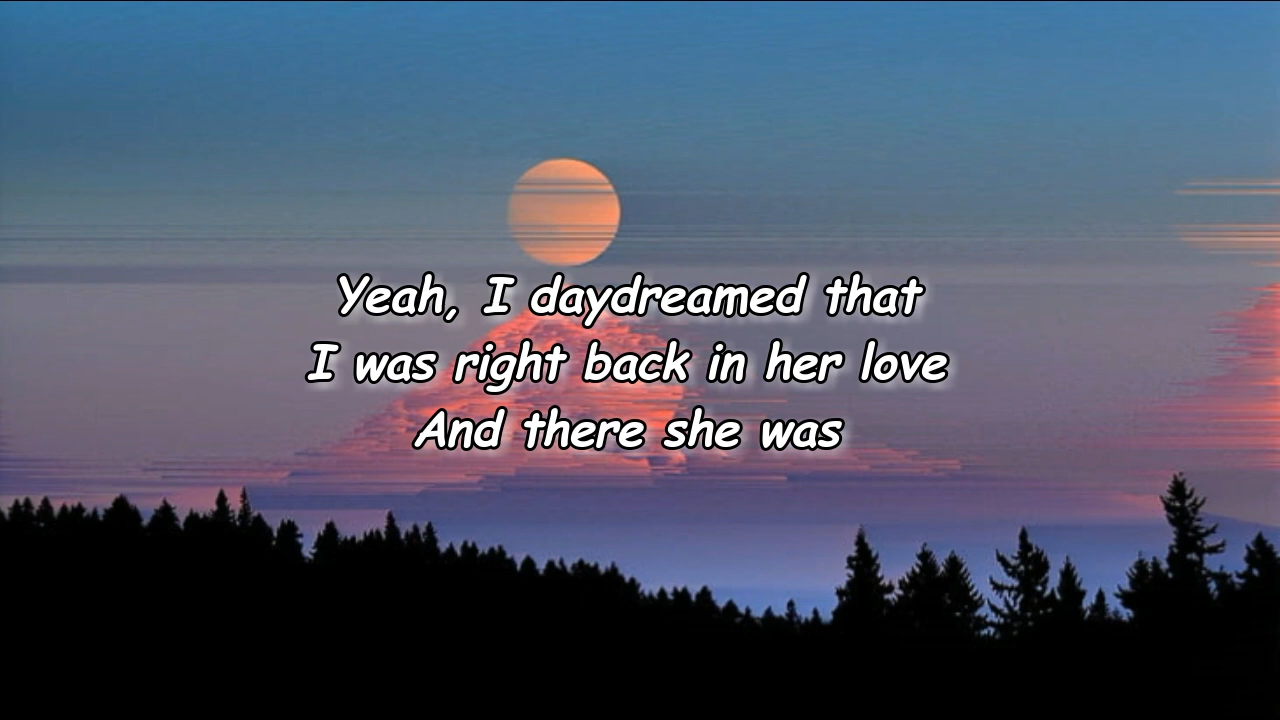 Yeah, I daydreamed that
I was right back in her love
And there she was